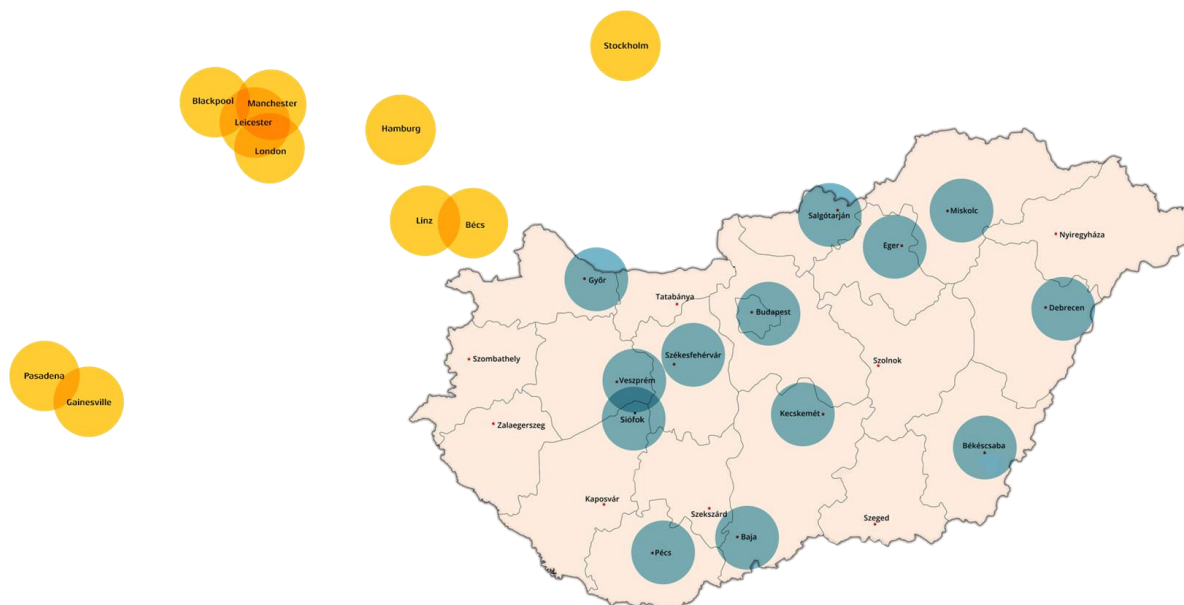 Stockholm
Blackpool
Manchester
Leicester
London
Hamburg
Linz
Bécs
Pasadena
Gainesville
Salgótarján
Miskolc
Eger
Nyiregyháza
Győr
Tatabánya
Budapest
Debrecen
Szombathely
Székesfehérvár
Szolnok
Veszprém
Siófok
Kecskemét
Zalaegerszeg
Békéscsaba
Kaposvár
Szekszárd
Szeged
Pécs
Baja